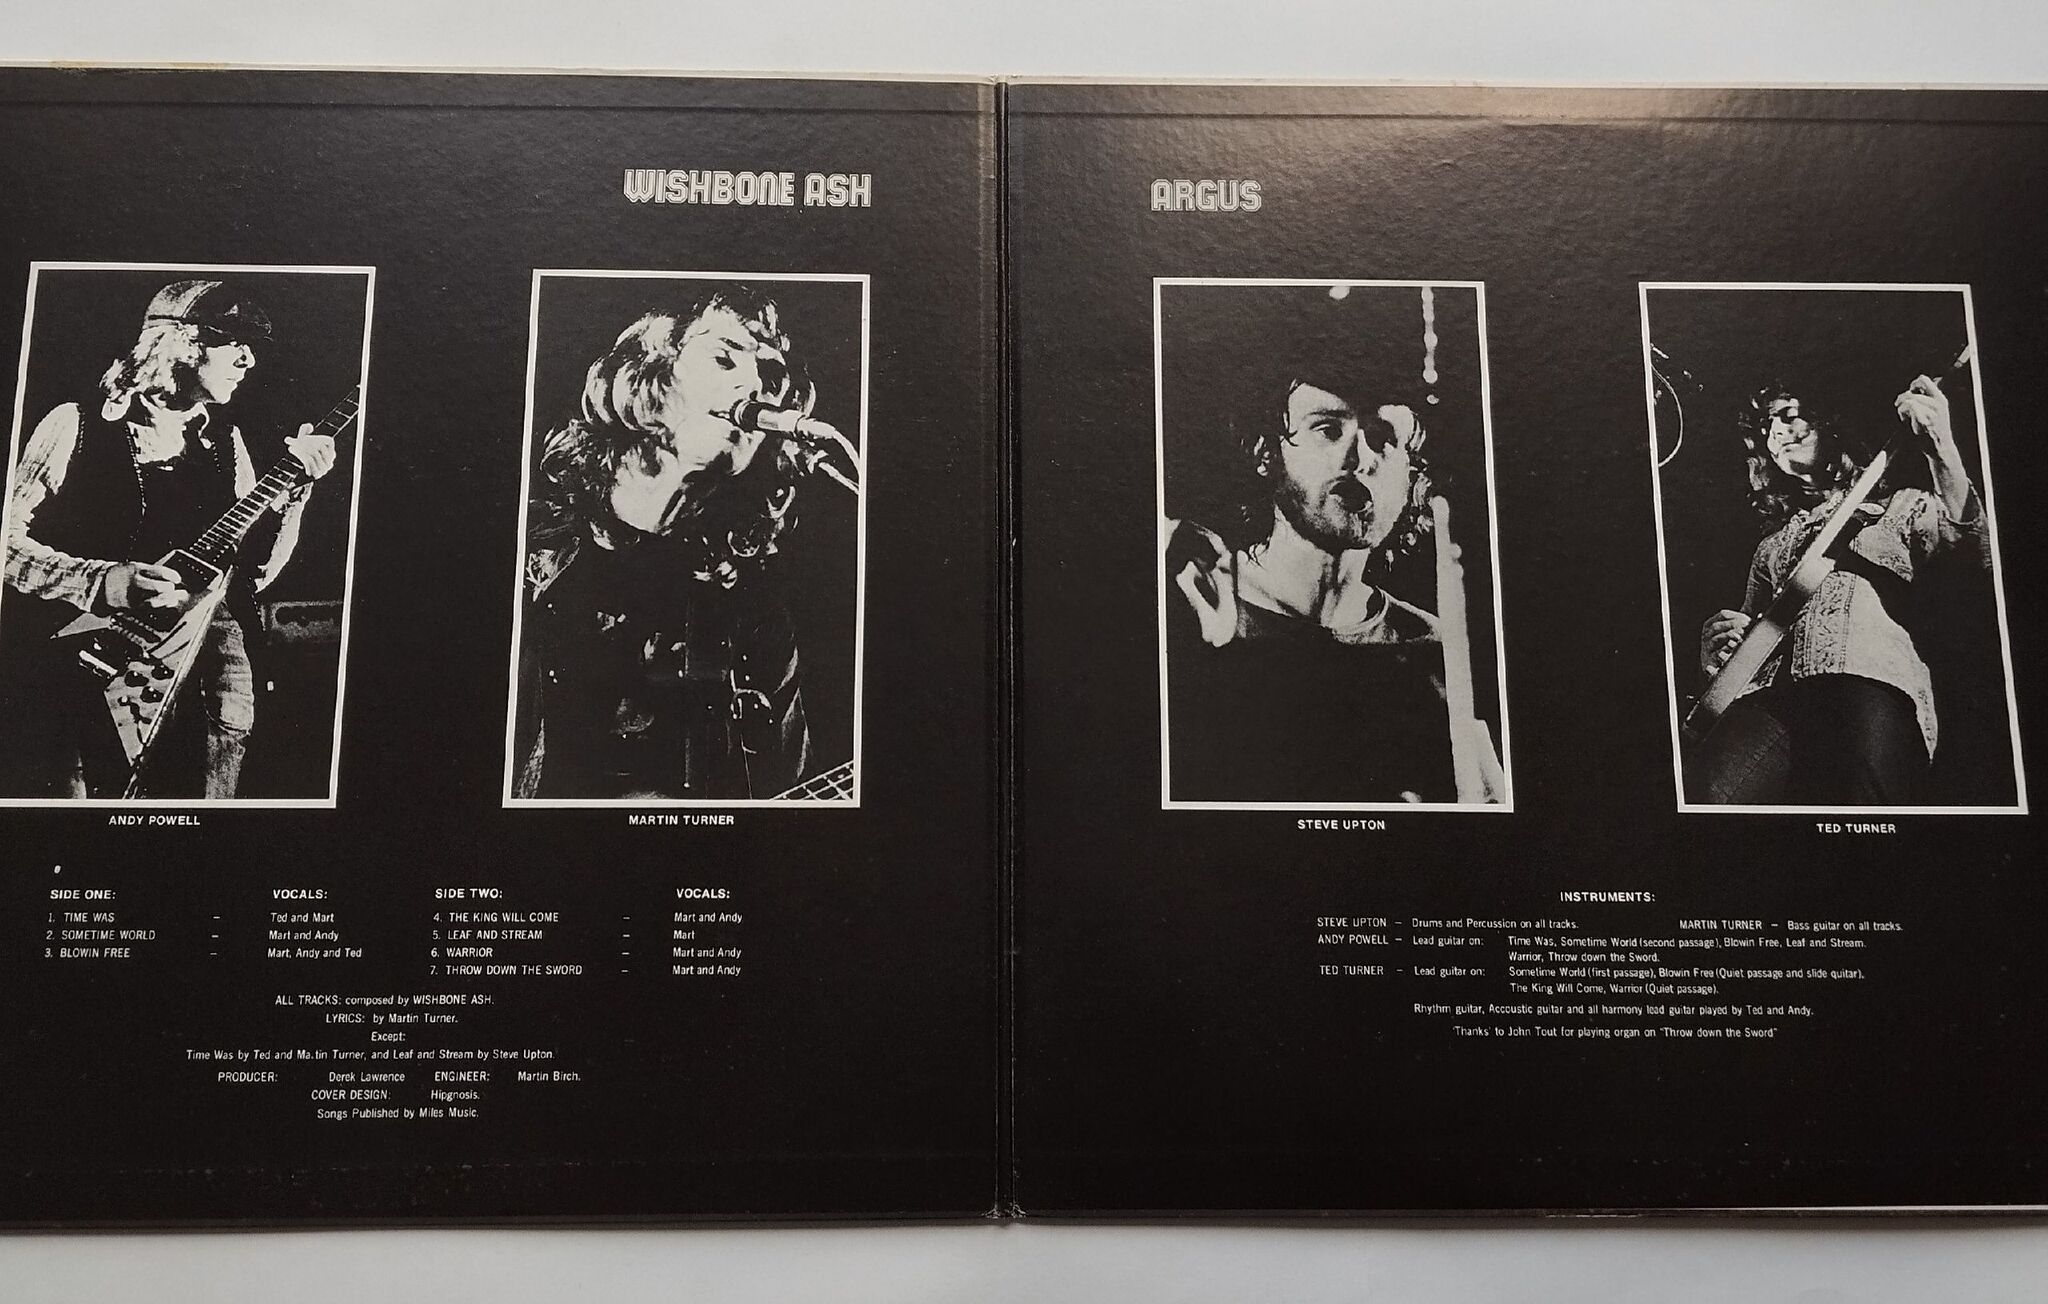 WISHBONE ASH
ARGUS
ANDY POWELL
MARTIN TURNER
STEVE UPTON
TED TURNER
SIDE ONE: VOCALS: SIDE TWO: VOCALS:
1. TIME WAS – Ted and Mart 4. THE KING WILL COME – Mart and Andy
2. SOMETIME WORLD – Mart and Andy 5. LEAF AND STREAM – Mart
3. BLOWIN FREE – Mart, Andy and Ted 6. WARRIOR – Mart and Andy
7. THROW DOWN THE SWORD – Mart and Andy
ALL TRACKS: composed by WISHBONE ASH.
LYRICS: by Martin Turner.
Except:
Time Was by Ted and Martin Turner, and Leaf and Stream by Steve Upton.
PRODUCER: Derek Lawrence ENGINEER: Martin Birch.
COVER DESIGN: Hipgnosis.
Songs Published by Miles Music.
INSTRUMENTS:
STEVE UPTON – Drums and Percussion on all tracks. MARTIN TURNER – Bass guitar on all tracks.
ANDY POWELL – Lead guitar on: Time Was, Sometime World (second passage), Blowin Free, Leaf and Stream.
Warrior, Throw down the Sword.
TED TURNER – Lead guitar on: Sometime World (first passage), Blowin Free (Quiet passage and slide quitar),
The King Will Come, Warrior (Quiet passage).
Rhythm guitar, Accoustic guitar and all harmony lead guitar played by Ted and Andy.
'Thanks' to John Tout for playing organ on "Throw down the Sword"